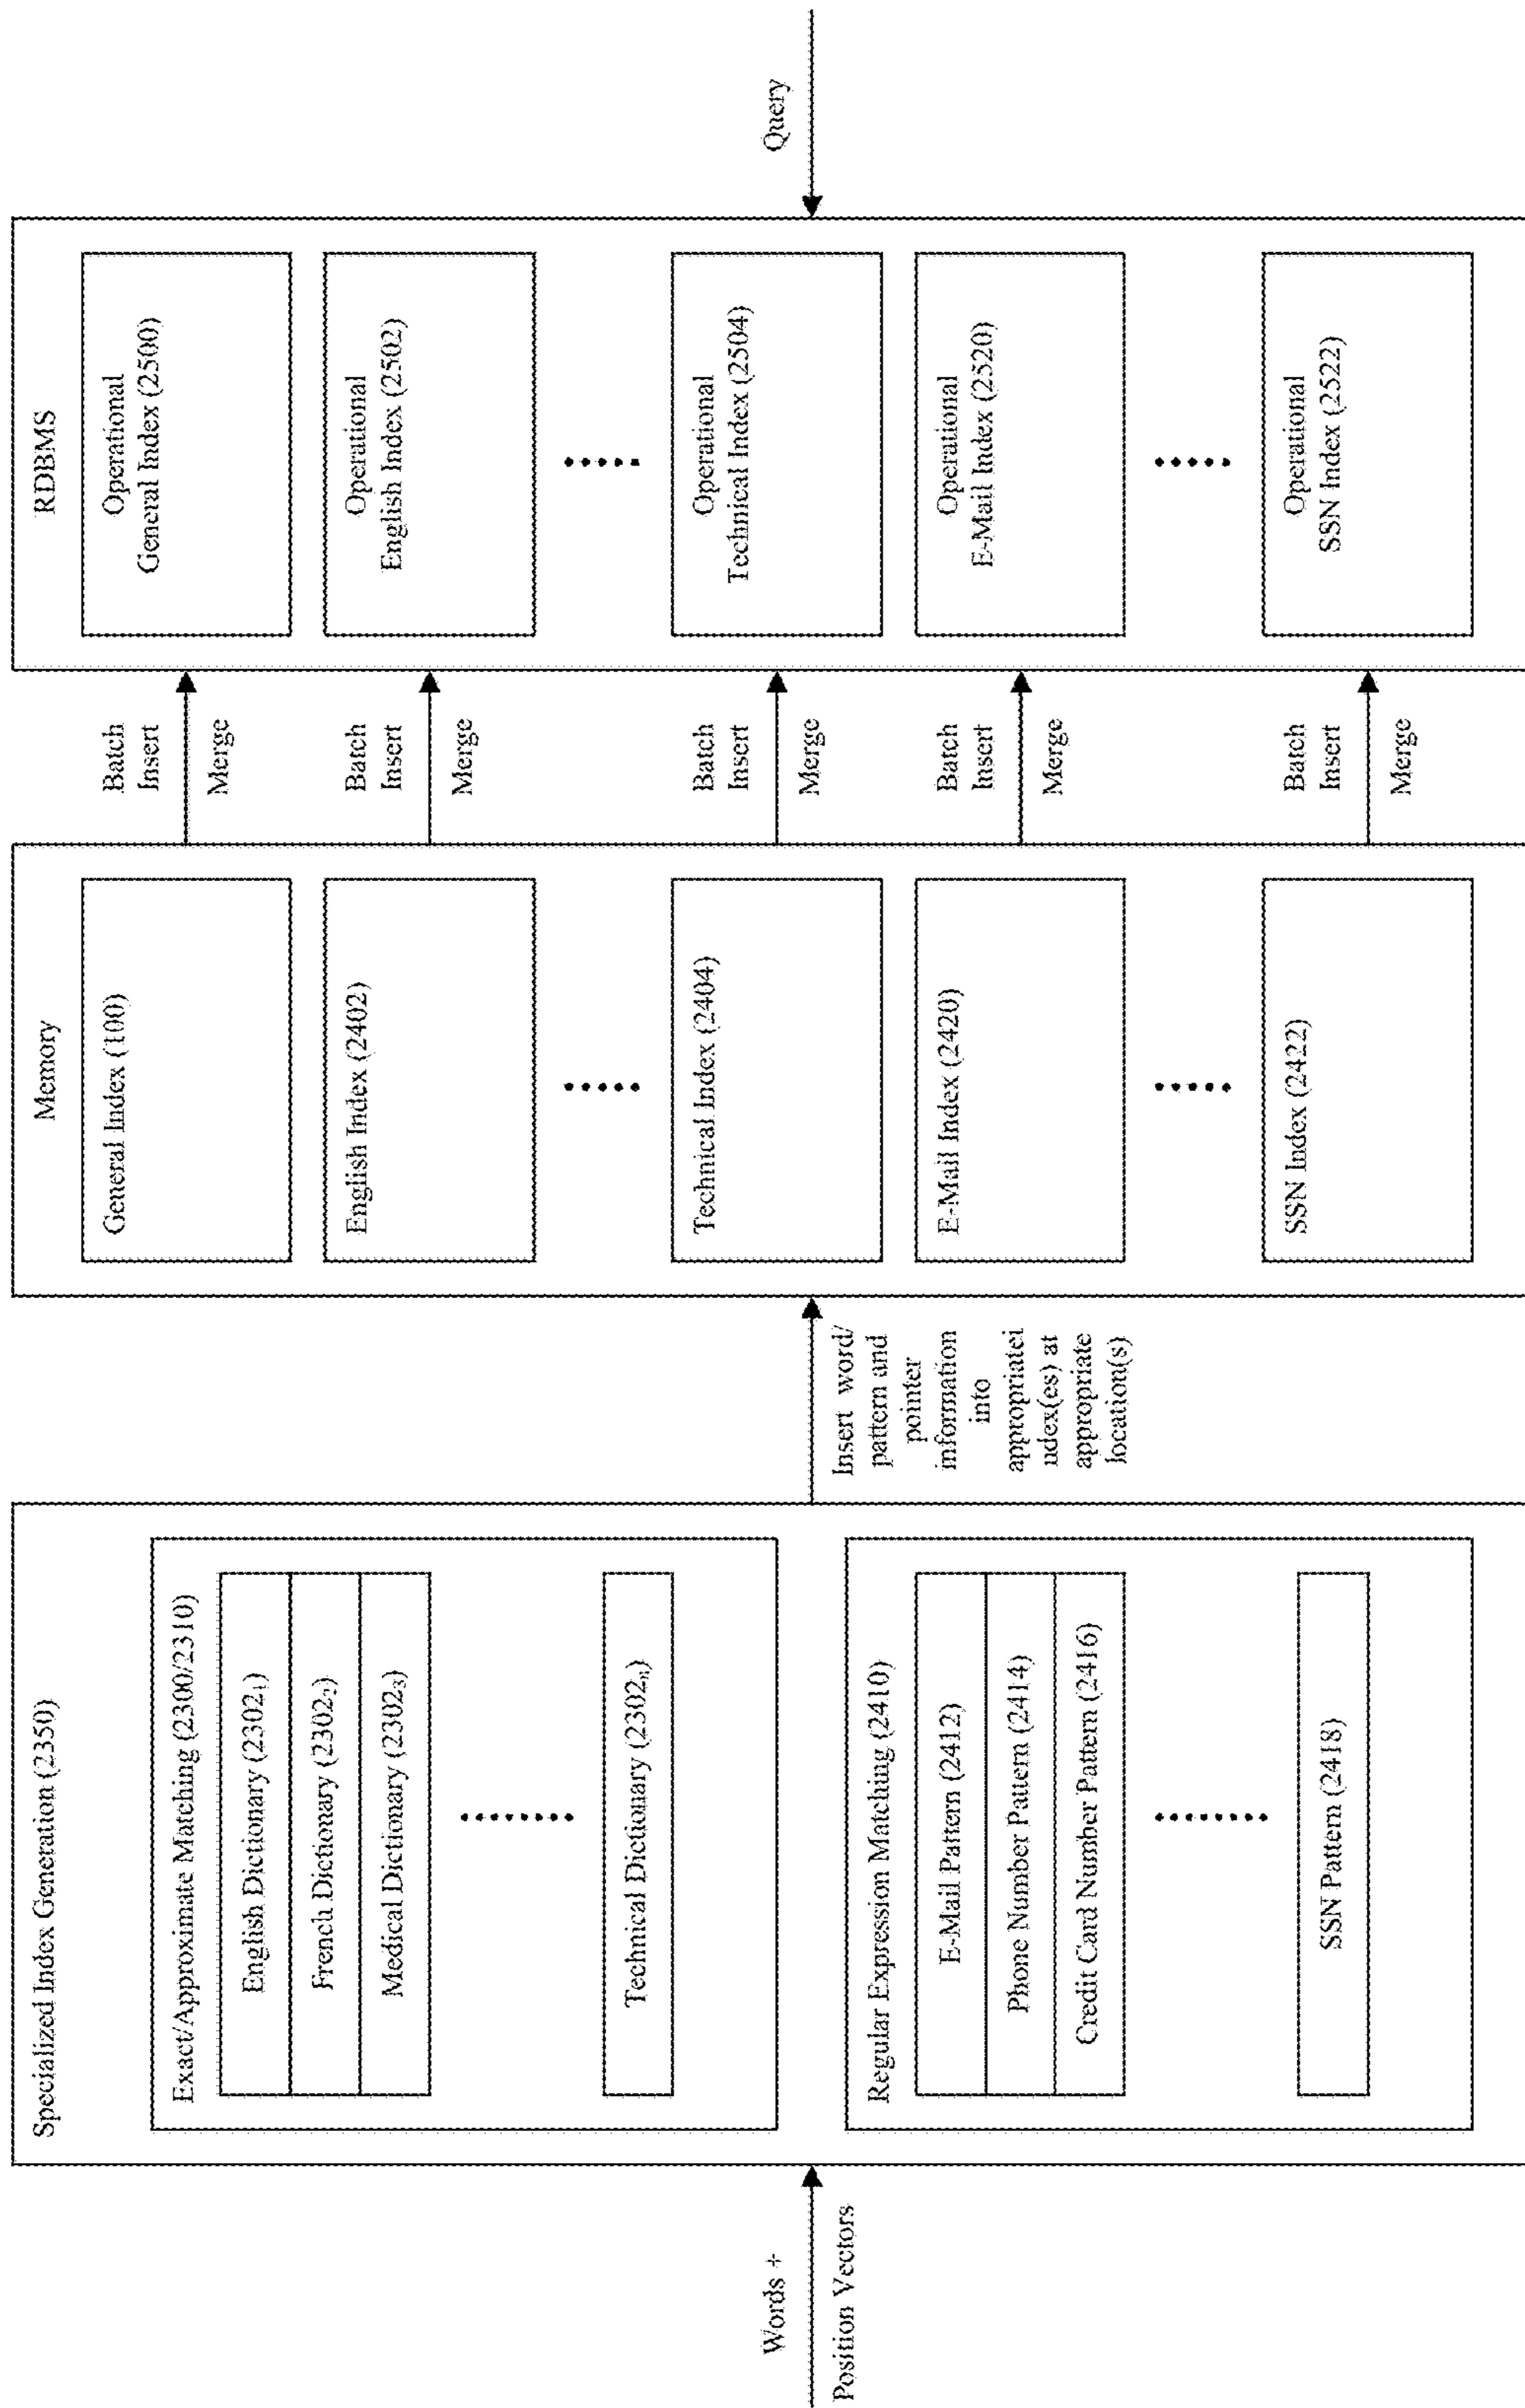 Words +
Position Vectors
Specialized Index Generation (2350)
Exact/Approximate Matching (2300/2310)
English Dictionary (2302₁)
French Dictionary (2302₂)
Medical Dictionary (2302₃)
Technical Dictionary (2302ₙ)
Regular Expression Matching (2410)
E-Mail Pattern (2412)
Phone Number Pattern (2414)
Credit Card Number Pattern (2416)
SSN Pattern (2418)
Insert word/
pattern and
pointer
information
into
appropriatei
ndex(es) at
appropriate
location(s)
Memory
General Index (100)
English Index (2402)
Technical Index (2404)
E-Mail Index (2420)
SSN Index (2422)
Batch
Insert
Merge
Batch
Insert
Merge
Batch
Insert
Merge
Batch
Insert
Merge
Batch
Insert
Merge
RDBMS
Operational
General Index (2500)
Operational
English Index (2502)
Operational
Technical Index (2504)
Operational
E-Mail Index (2520)
Operational
SSN Index (2522)
Query